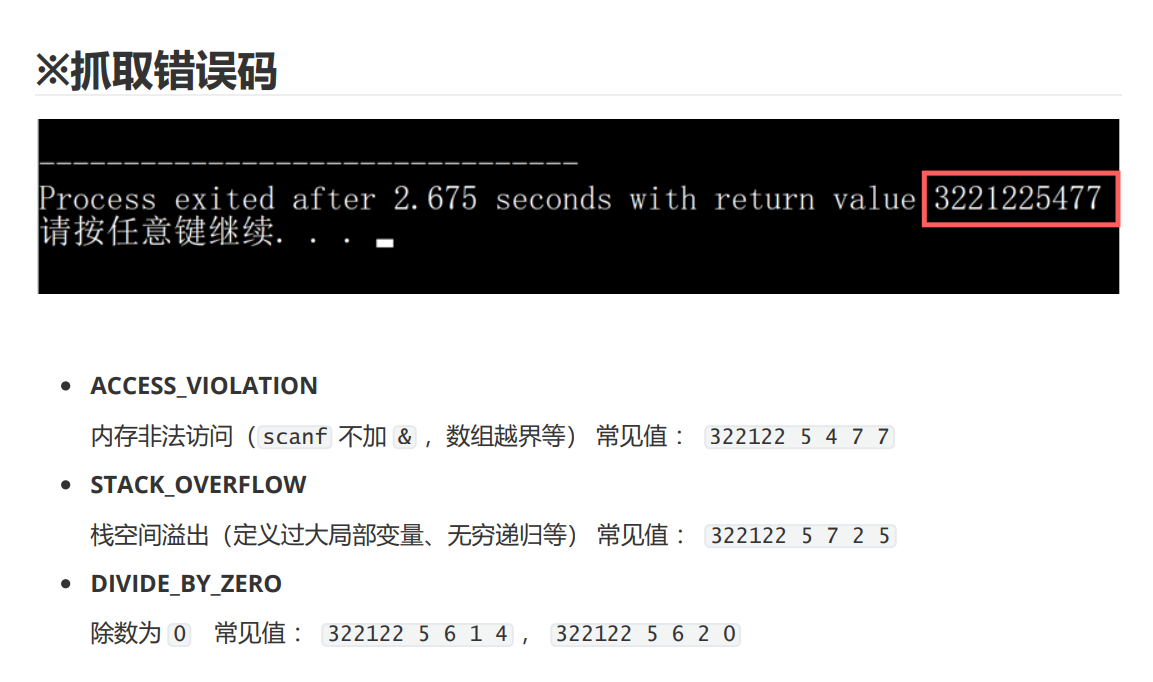 ※抓取错误码
--------------------------------
Process exited after 2.675 seconds with return value 3221225477
请按任意键继续. . .
• ACCESS_VIOLATION
内存非法访问（scanf 不加 & ，数组越界等） 常见值： 322122 5 4 7 7
• STACK_OVERFLOW
栈空间溢出（定义过大局部变量、无穷递归等） 常见值： 322122 5 7 2 5
• DIVIDE_BY_ZERO
除数为 0 常见值： 322122 5 6 1 4 ， 322122 5 6 2 0